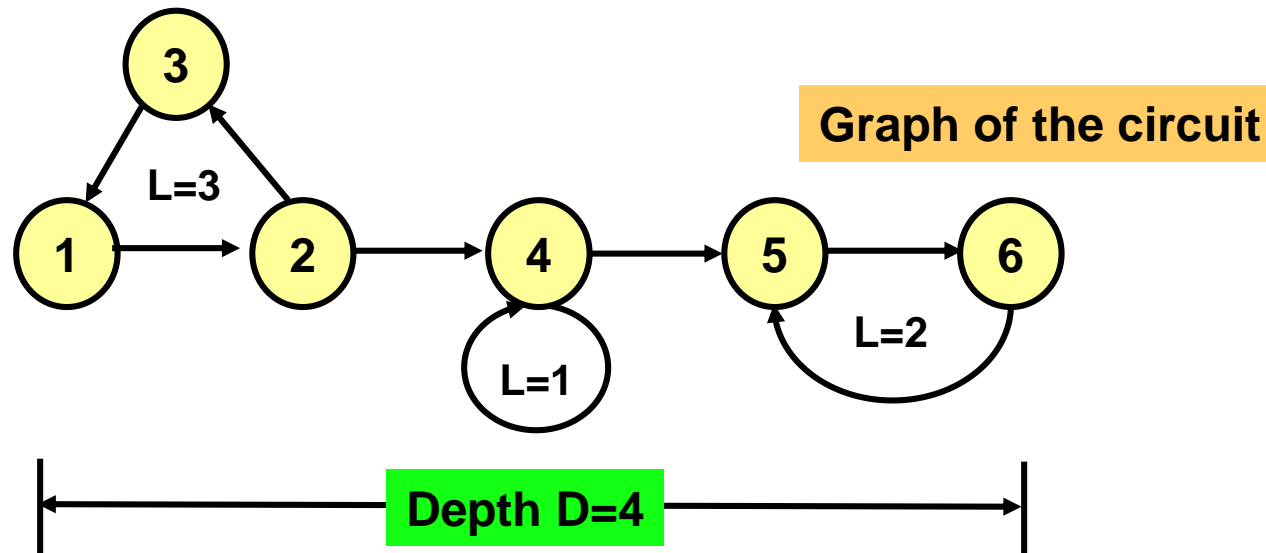 3
Graph of the circuit
L=3
1
2
4
5
6
L=2
L=1
Depth D=4